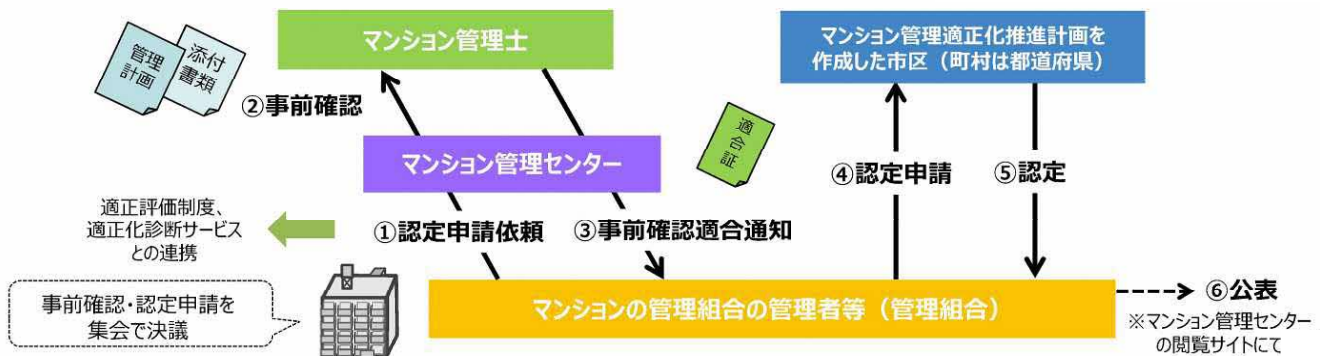 マンション管理士
マンション管理適正化推進計画を
作成した市区（町村は都道府県）
管理
計画
添付
書類
②事前確認
適合証
マンション管理センター
④認定申請
⑤認定
適正評価制度、
適正化診断サービス
との連携
①認定申請依頼
③事前確認適合通知
事前確認・認定申請を
集会で決議
マンションの管理組合の管理者等（管理組合）
⑥公表
※マンション管理センター
の閲覧サイトにて